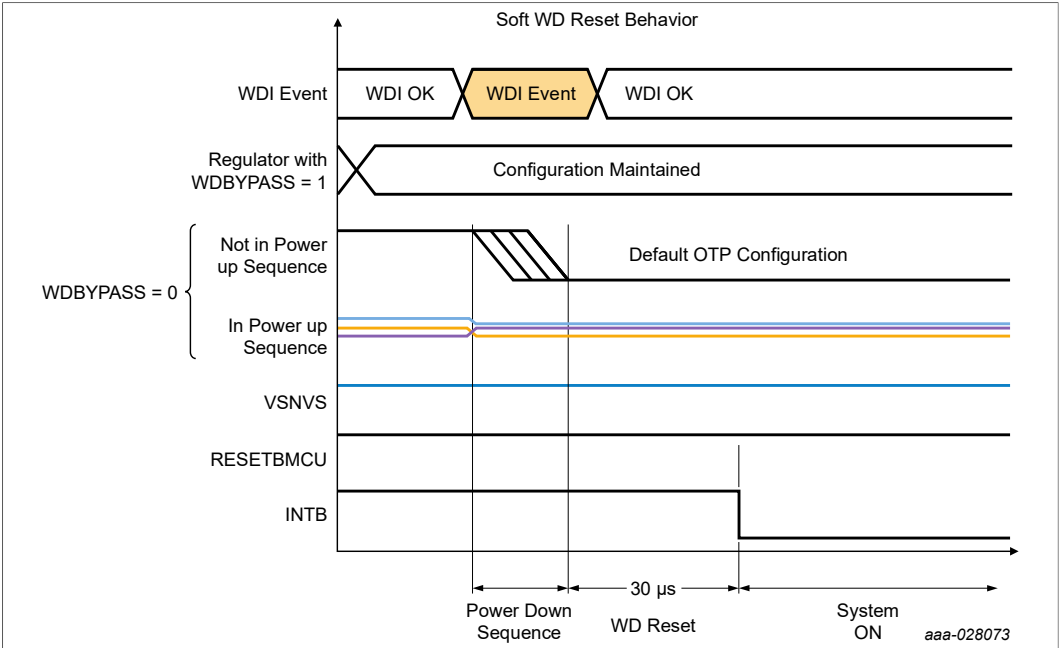 Soft WD Reset Behavior
WDI Event
WDI OK
WDI Event
WDI OK
Regulator with
WDBYPASS = 1
Configuration Maintained
WDBYPASS = 0
Not in Power
up Sequence
Default OTP Configuration
In Power up
Sequence
VSNVS
RESETBMCU
INTB
30 µs
Power Down
Sequence
WD Reset
System
ON
aaa-028073